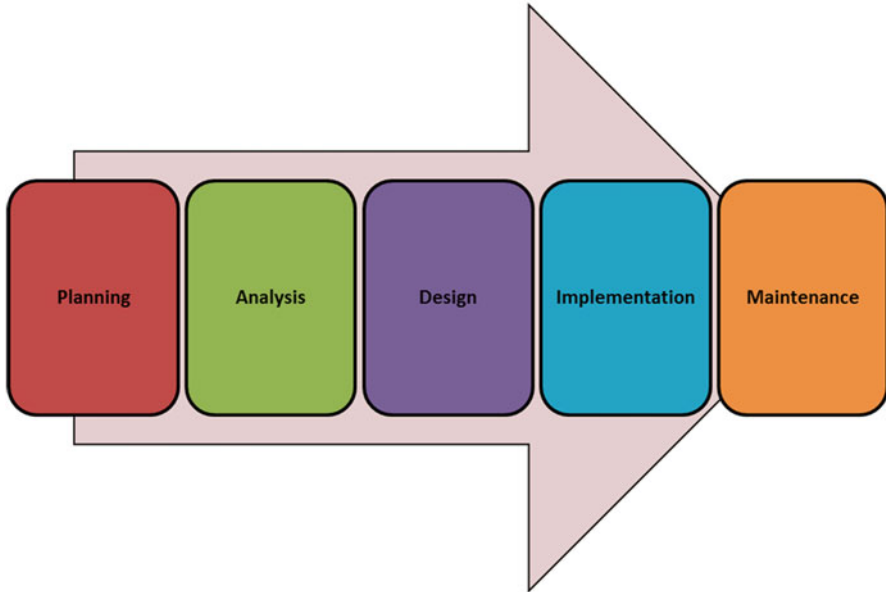 Planning
Analysis
Design
Implementation
Maintenance